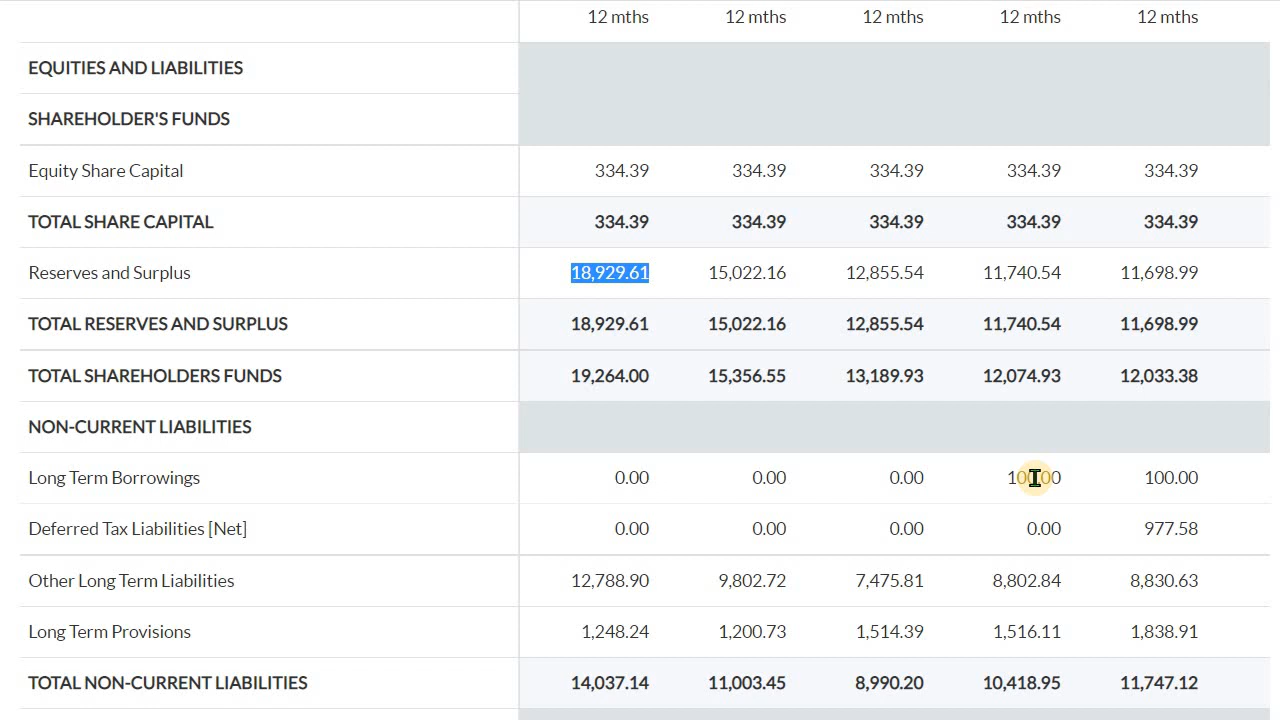 12 mths 12 mths 12 mths 12 mths 12 mths
EQUITIES AND LIABILITIES
SHAREHOLDER'S FUNDS
Equity Share Capital 334.39 334.39 334.39 334.39 334.39
TOTAL SHARE CAPITAL 334.39 334.39 334.39 334.39 334.39
Reserves and Surplus 18,929.61 15,022.16 12,855.54 11,740.54 11,698.99
TOTAL RESERVES AND SURPLUS 18,929.61 15,022.16 12,855.54 11,740.54 11,698.99
TOTAL SHAREHOLDERS FUNDS 19,264.00 15,356.55 13,189.93 12,074.93 12,033.38
NON-CURRENT LIABILITIES
Long Term Borrowings 0.00 0.00 0.00 100.00 100.00
Deferred Tax Liabilities [Net] 0.00 0.00 0.00 0.00 977.58
Other Long Term Liabilities 12,788.90 9,802.72 7,475.81 8,802.84 8,830.63
Long Term Provisions 1,248.24 1,200.73 1,514.39 1,516.11 1,838.91
TOTAL NON-CURRENT LIABILITIES 14,037.14 11,003.45 8,990.20 10,418.95 11,747.12